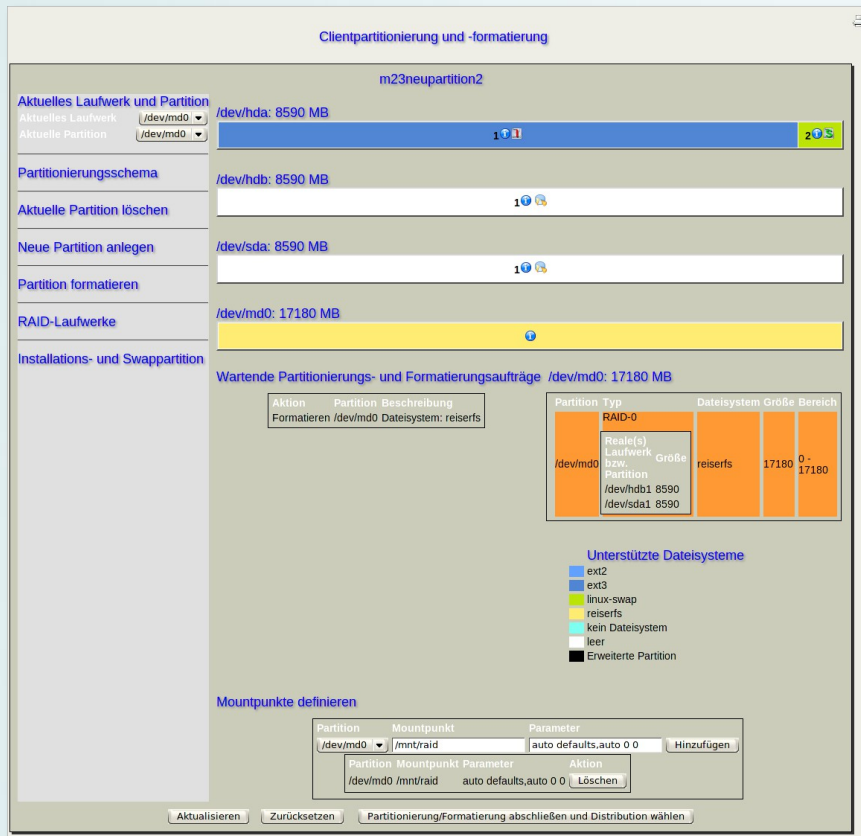 Clientpartitionierung und -formatierung
m23neupartition2
Aktuelles Laufwerk und Partition
Aktuelles Laufwerk /dev/md0
Aktuelle Partition /dev/md0
Partitionierungsschema
Aktuelle Partition löschen
Neue Partition anlegen
Partition formatieren
RAID-Laufwerke
Installations- und Swappartition
/dev/hda: 8590 MB
1 2
/dev/hdb: 8590 MB
1
/dev/sda: 8590 MB
1
/dev/md0: 17180 MB
Wartende Partitionierungs- und Formatierungsaufträge
Aktion Partition Beschreibung
Formatieren /dev/md0 Dateisystem: reiserfs
/dev/md0: 17180 MB
Partition Typ Dateisystem Größe Bereich
RAID-0
Reale(s)
Laufwerk
bzw.
Partition
Größe
/dev/hdb1 8590
/dev/sda1 8590
/dev/md0 reiserfs 17180 0 -
17180
Unterstützte Dateisysteme
ext2
ext3
linux-swap
reiserfs
kein Dateisystem
leer
Erweiterte Partition
Mountpunkte definieren
Partition Mountpunkt Parameter
/dev/md0 /mnt/raid auto defaults,auto 0 0 Hinzufügen
Partition Mountpunkt Parameter Aktion
/dev/md0 /mnt/raid auto defaults,auto 0 0 Löschen
Aktualisieren Zurücksetzen Partitionierung/Formatierung abschließen und Distribution wählen